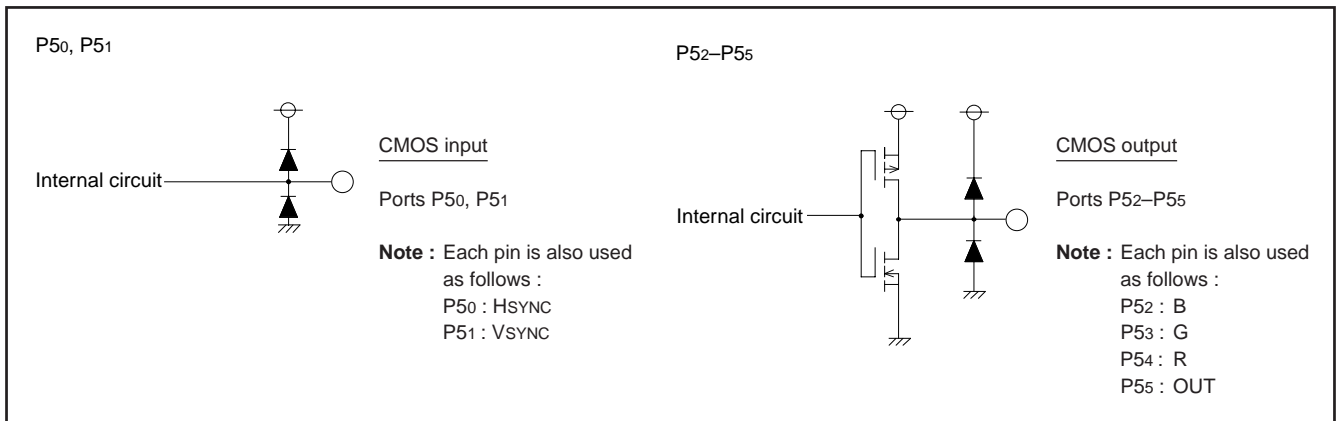 P50, P51
Internal circuit
CMOS input
Ports P50, P51
Note : Each pin is also used
as follows :
P50 : HSYNC
P51 : VSYNC
P52–P55
Internal circuit
CMOS output
Ports P52–P55
Note : Each pin is also used
as follows :
P52 : B
P53 : G
P54 : R
P55 : OUT